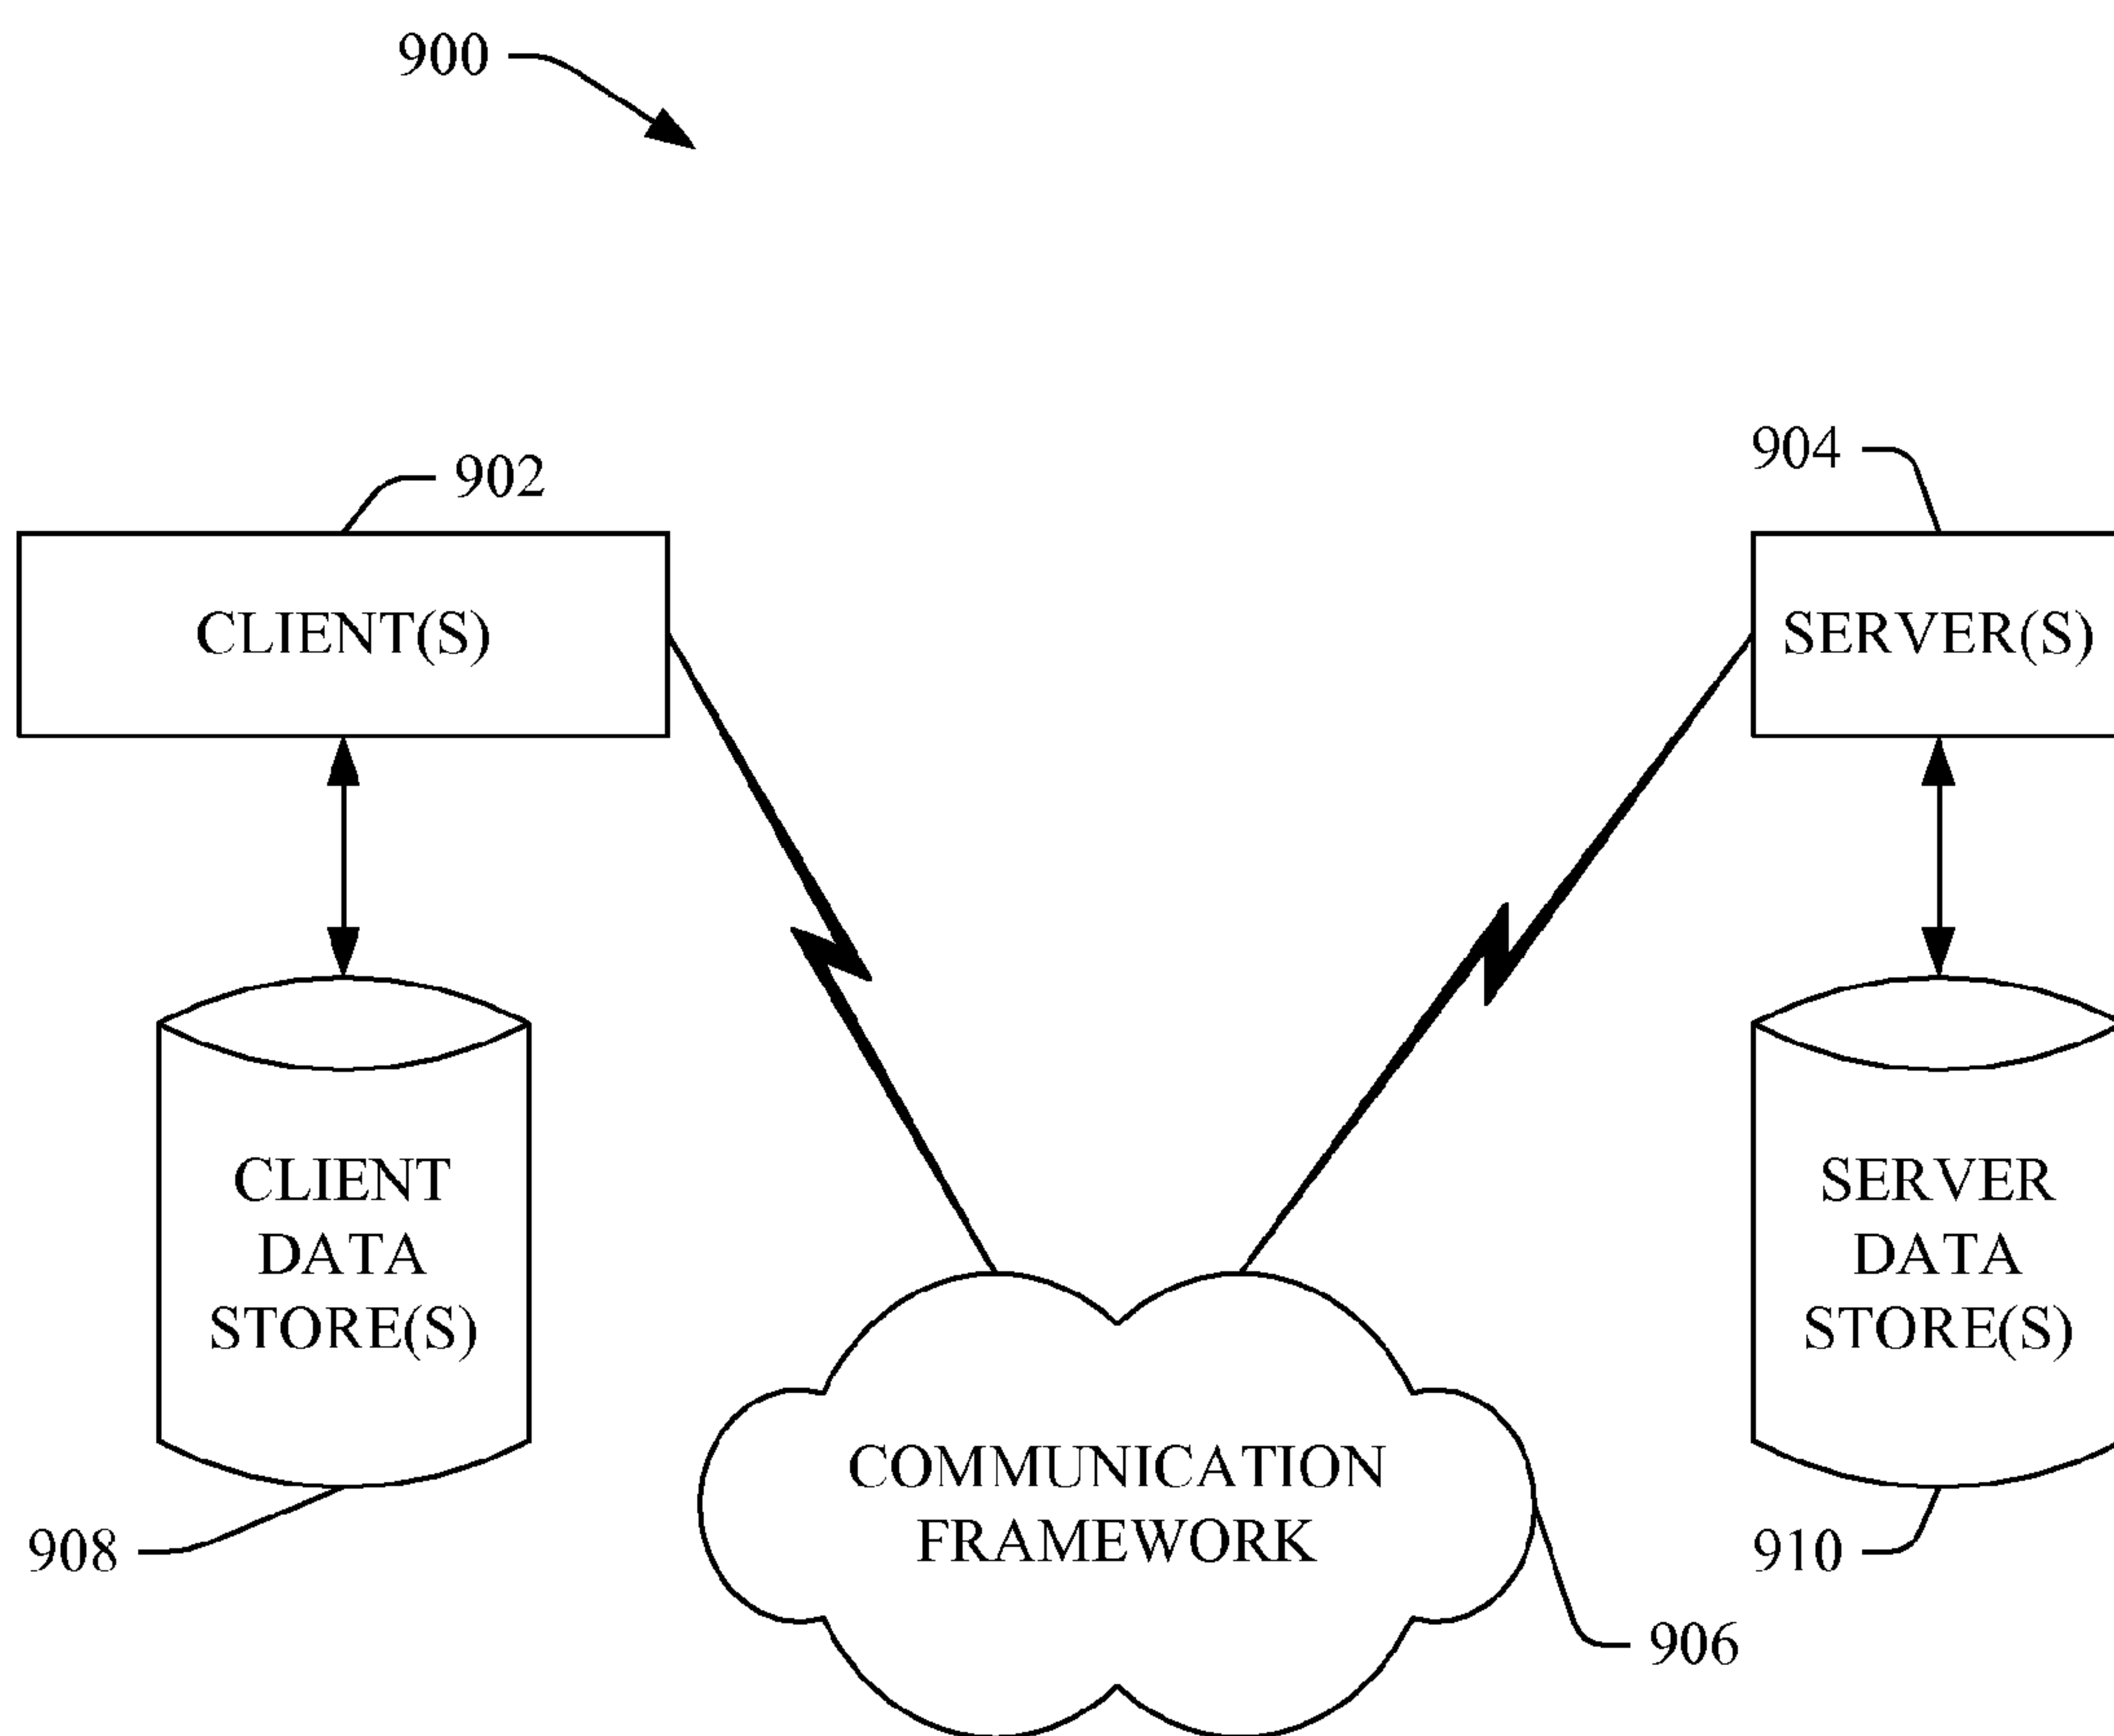 900
902
904
CLIENT(S)
SERVER(S)
CLIENT
DATA
STORE(S)
SERVER
DATA
STORE(S)
COMMUNICATION
FRAMEWORK
908
910
906